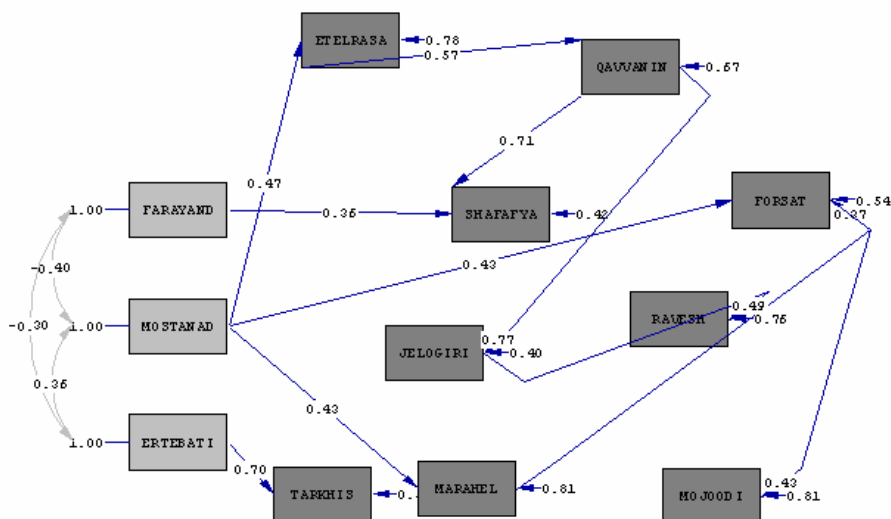 ETELRASA
0.78
0.57
QAVVANIN
0.57
0.71
0.47
1.00
FARAYAND
0.35
SHAFAFYA
0.42
FORSAT
0.54
0.37
-0.40
0.43
0.49
-0.30
1.00
MOSTANAD
RAVESH
0.75
0.77
JELOGIRI
0.40
0.35
0.43
1.00
ERTEBATI
0.70
TARKHIS
MARAHEL
0.81
0.43
MOJOODI
0.81